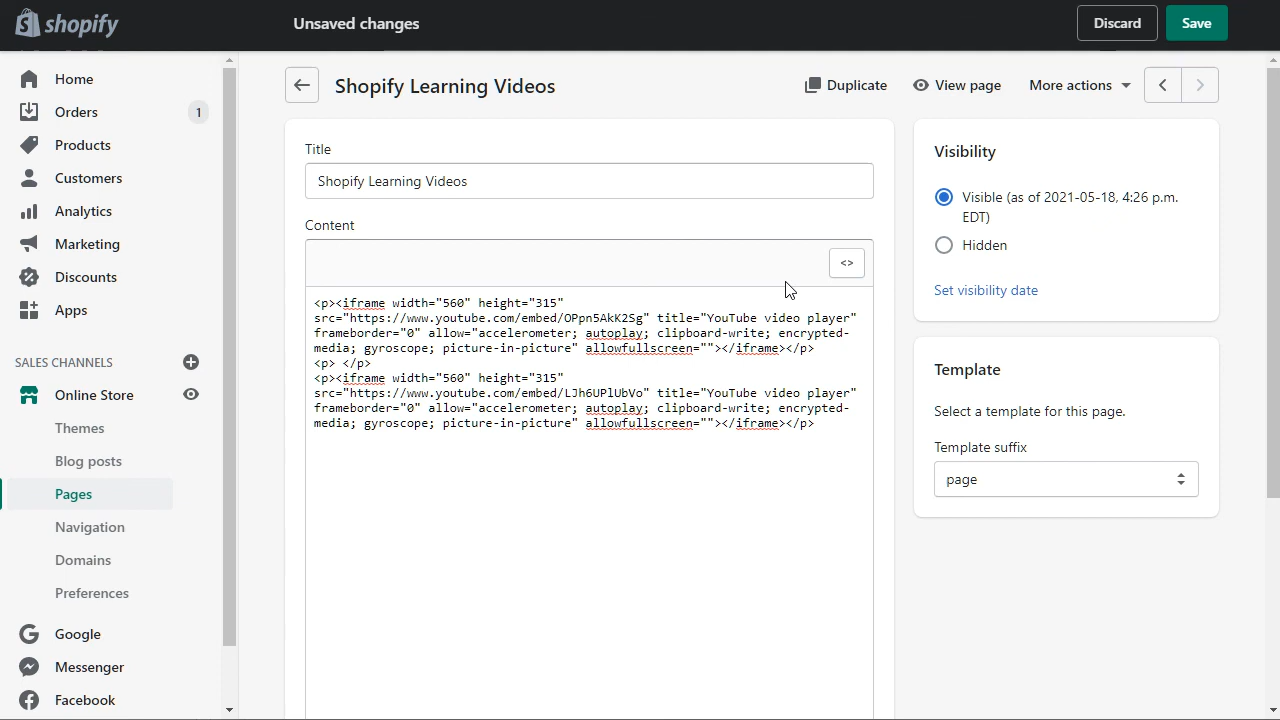 shopify
Unsaved changes
Discard
Save
Home
Orders
1
Products
Customers
Analytics
Marketing
Discounts
Apps
SALES CHANNELS
Online Store
Themes
Blog posts
Pages
Navigation
Domains
Preferences
Google
Messenger
Facebook
Shopify Learning Videos
Duplicate
View page
More actions
Title
Shopify Learning Videos
Content
<>
<p><iframe width="560" height="315"
src="https://www.youtube.com/embed/OPpn5AkK2Sg" title="YouTube video player"
frameborder="0" allow="accelerometer; autoplay; clipboard-write; encrypted-
media; gyroscope; picture-in-picture" allowfullscreen=""></iframe></p>
<p> </p>
<p><iframe width="560" height="315"
src="https://www.youtube.com/embed/LJh6UPlUbVo" title="YouTube video player"
frameborder="0" allow="accelerometer; autoplay; clipboard-write; encrypted-
media; gyroscope; picture-in-picture" allowfullscreen=""></iframe></p>
Visibility
Visible (as of 2021-05-18, 4:26 p.m.
EDT)
Hidden
Set visibility date
Template
Select a template for this page.
Template suffix
page